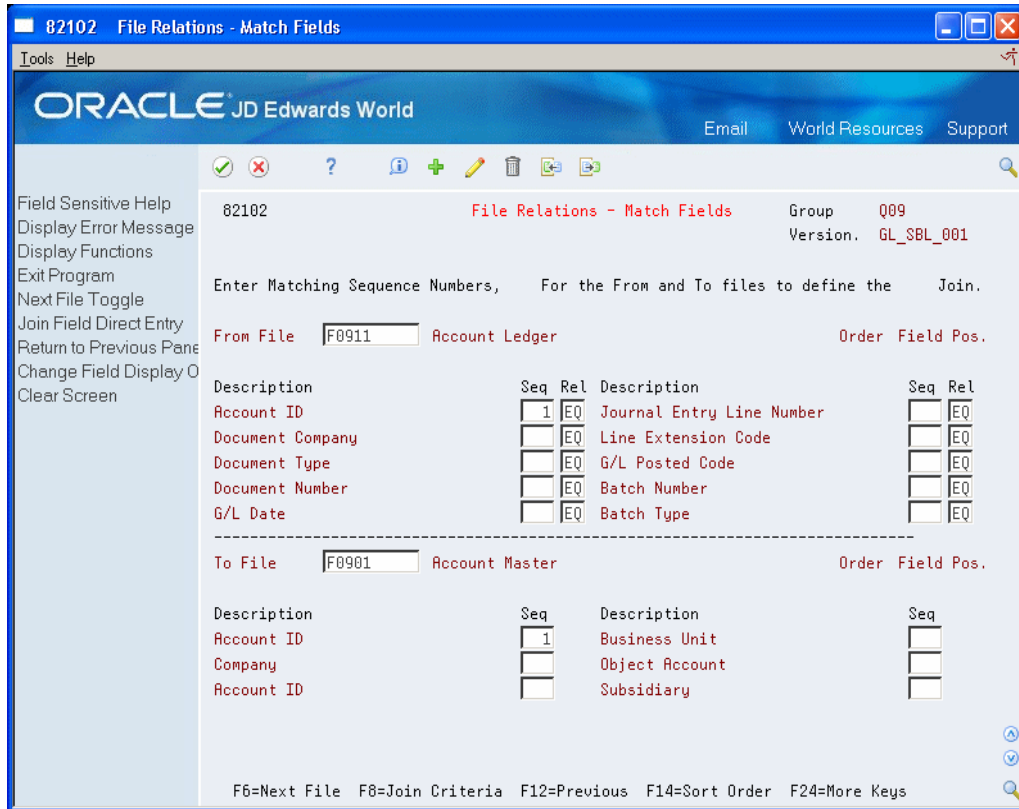 82102 File Relations - Match Fields
Tools Help
ORACLE JD Edwards World
Email World Resources Support
Field Sensitive Help
Display Error Message
Display Functions
Exit Program
Next File Toggle
Join Field Direct Entry
Return to Previous Pane
Change Field Display O
Clear Screen
82102 File Relations - Match Fields Group Q09
Version. GL_SBL_001
Enter Matching Sequence Numbers, For the From and To files to define the Join.
From File F0911 Account Ledger Order Field Pos.
Description Seq Rel Description Seq Rel
Account ID 1 EQ Journal Entry Line Number EQ
Document Company EQ Line Extension Code EQ
Document Type EQ G/L Posted Code EQ
Document Number EQ Batch Number EQ
G/L Date EQ Batch Type EQ
To File F0901 Account Master Order Field Pos.
Description Seq Description Seq
Account ID 1 Business Unit
Company Object Account
Account ID Subsidiary
F6=Next File F8=Join Criteria F12=Previous F14=Sort Order F24=More Keys